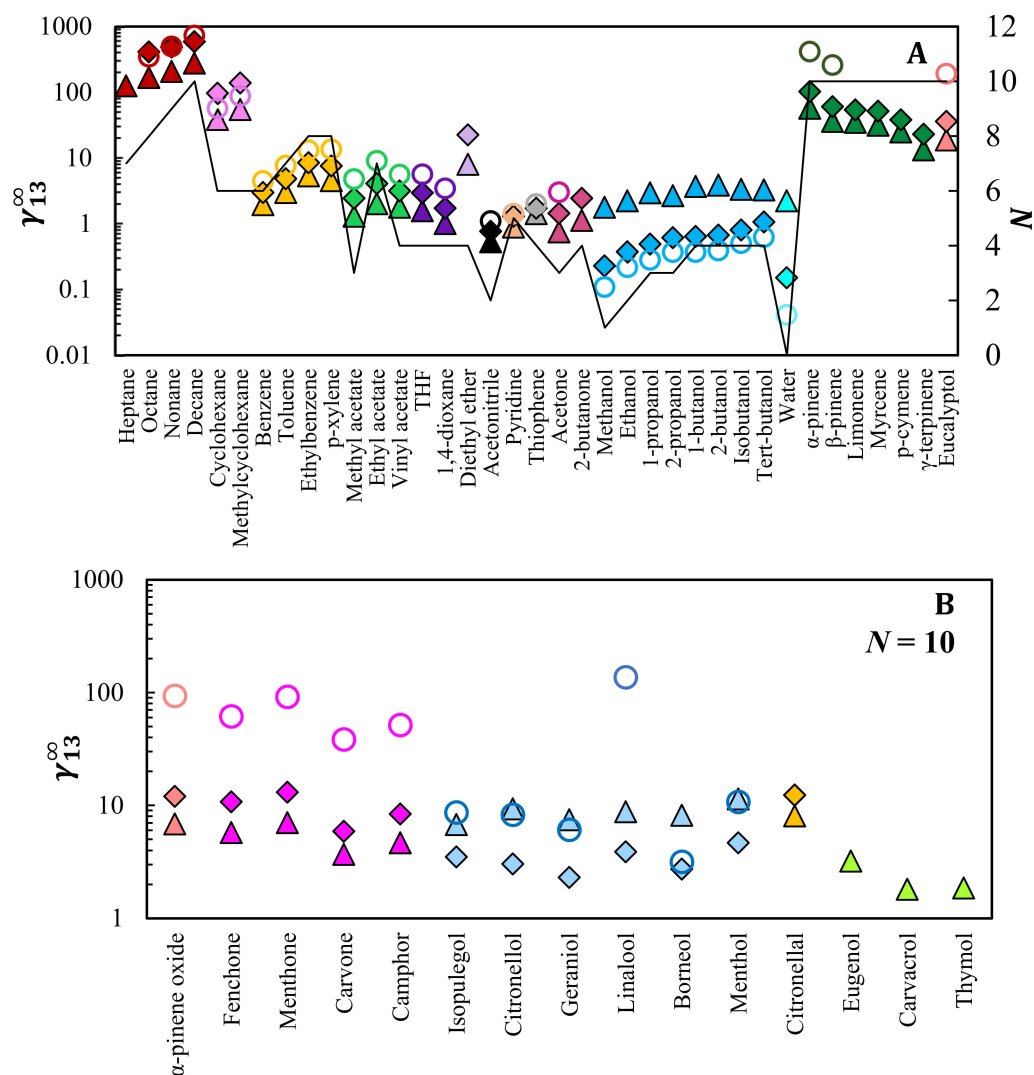 1000
100
10
1
0.1
0.01
γ∞13
A
12
10
8
6
4
2
0
N
Heptane
Octane
Nonane
Decane
Cyclohexane
Methylcyclohexane
Benzene
Toluene
Ethylbenzene
p-xylene
Methyl acetate
Ethyl acetate
Vinyl acetate
THF
1,4-dioxane
Diethyl ether
Acetonitrile
Pyridine
Thiophene
Acetone
2-butanone
Methanol
Ethanol
1-propanol
2-propanol
1-butanol
2-butanol
Isobutanol
Tert-butanol
Water
α-pinene
β-pinene
Limonene
Myrcene
p-cymene
γ-terpinene
Eucalyptol
1000
100
10
1
γ∞13
B
N = 10
α-pinene oxide
Fenchone
Menthone
Carvone
Camphor
Isopulegol
Citronellol
Geraniol
Linalool
Borneol
Menthol
Citronellal
Eugenol
Carvacrol
Thymol